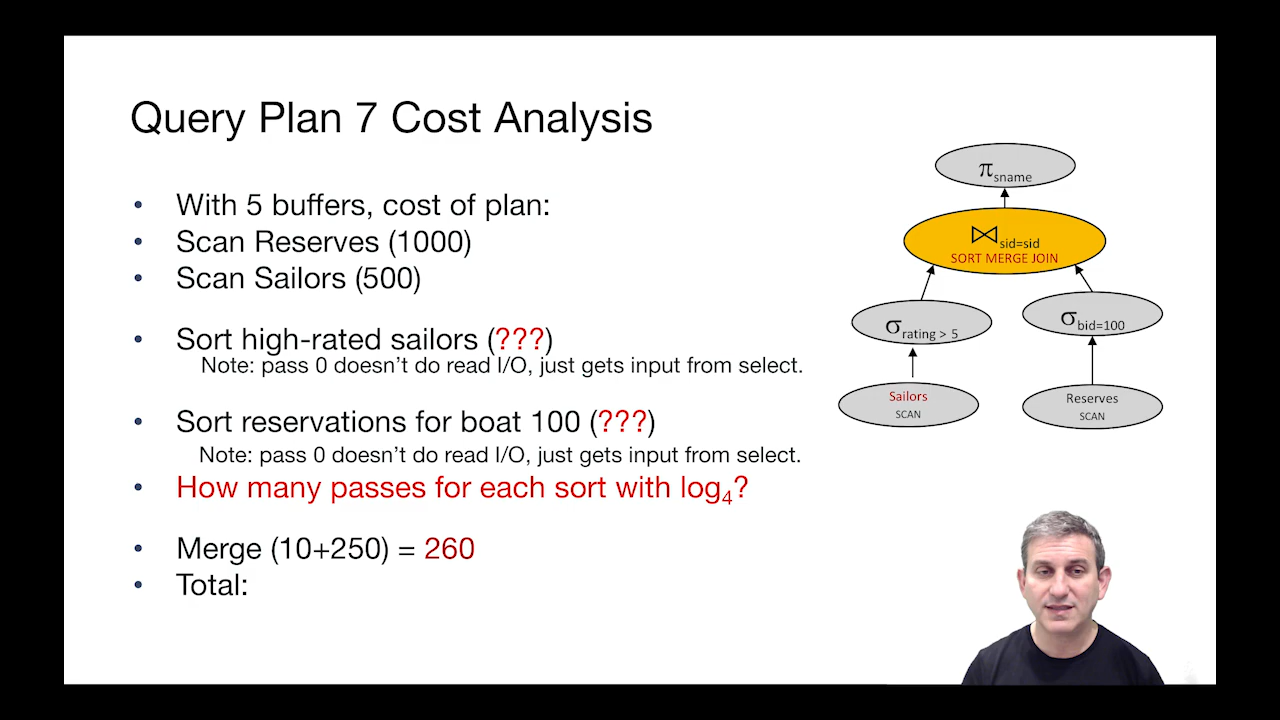 Query Plan 7 Cost Analysis
• With 5 buffers, cost of plan:
• Scan Reserves (1000)
• Scan Sailors (500)
• Sort high-rated sailors (???)
Note: pass 0 doesn’t do read I/O, just gets input from select.
• Sort reservations for boat 100 (???)
Note: pass 0 doesn’t do read I/O, just gets input from select.
• How many passes for each sort with log₄?
• Merge (10+250) = 260
• Total:
π sname
⋈ sid=sid
SORT MERGE JOIN
σ rating > 5
σ bid=100
Sailors
SCAN
Reserves
SCAN